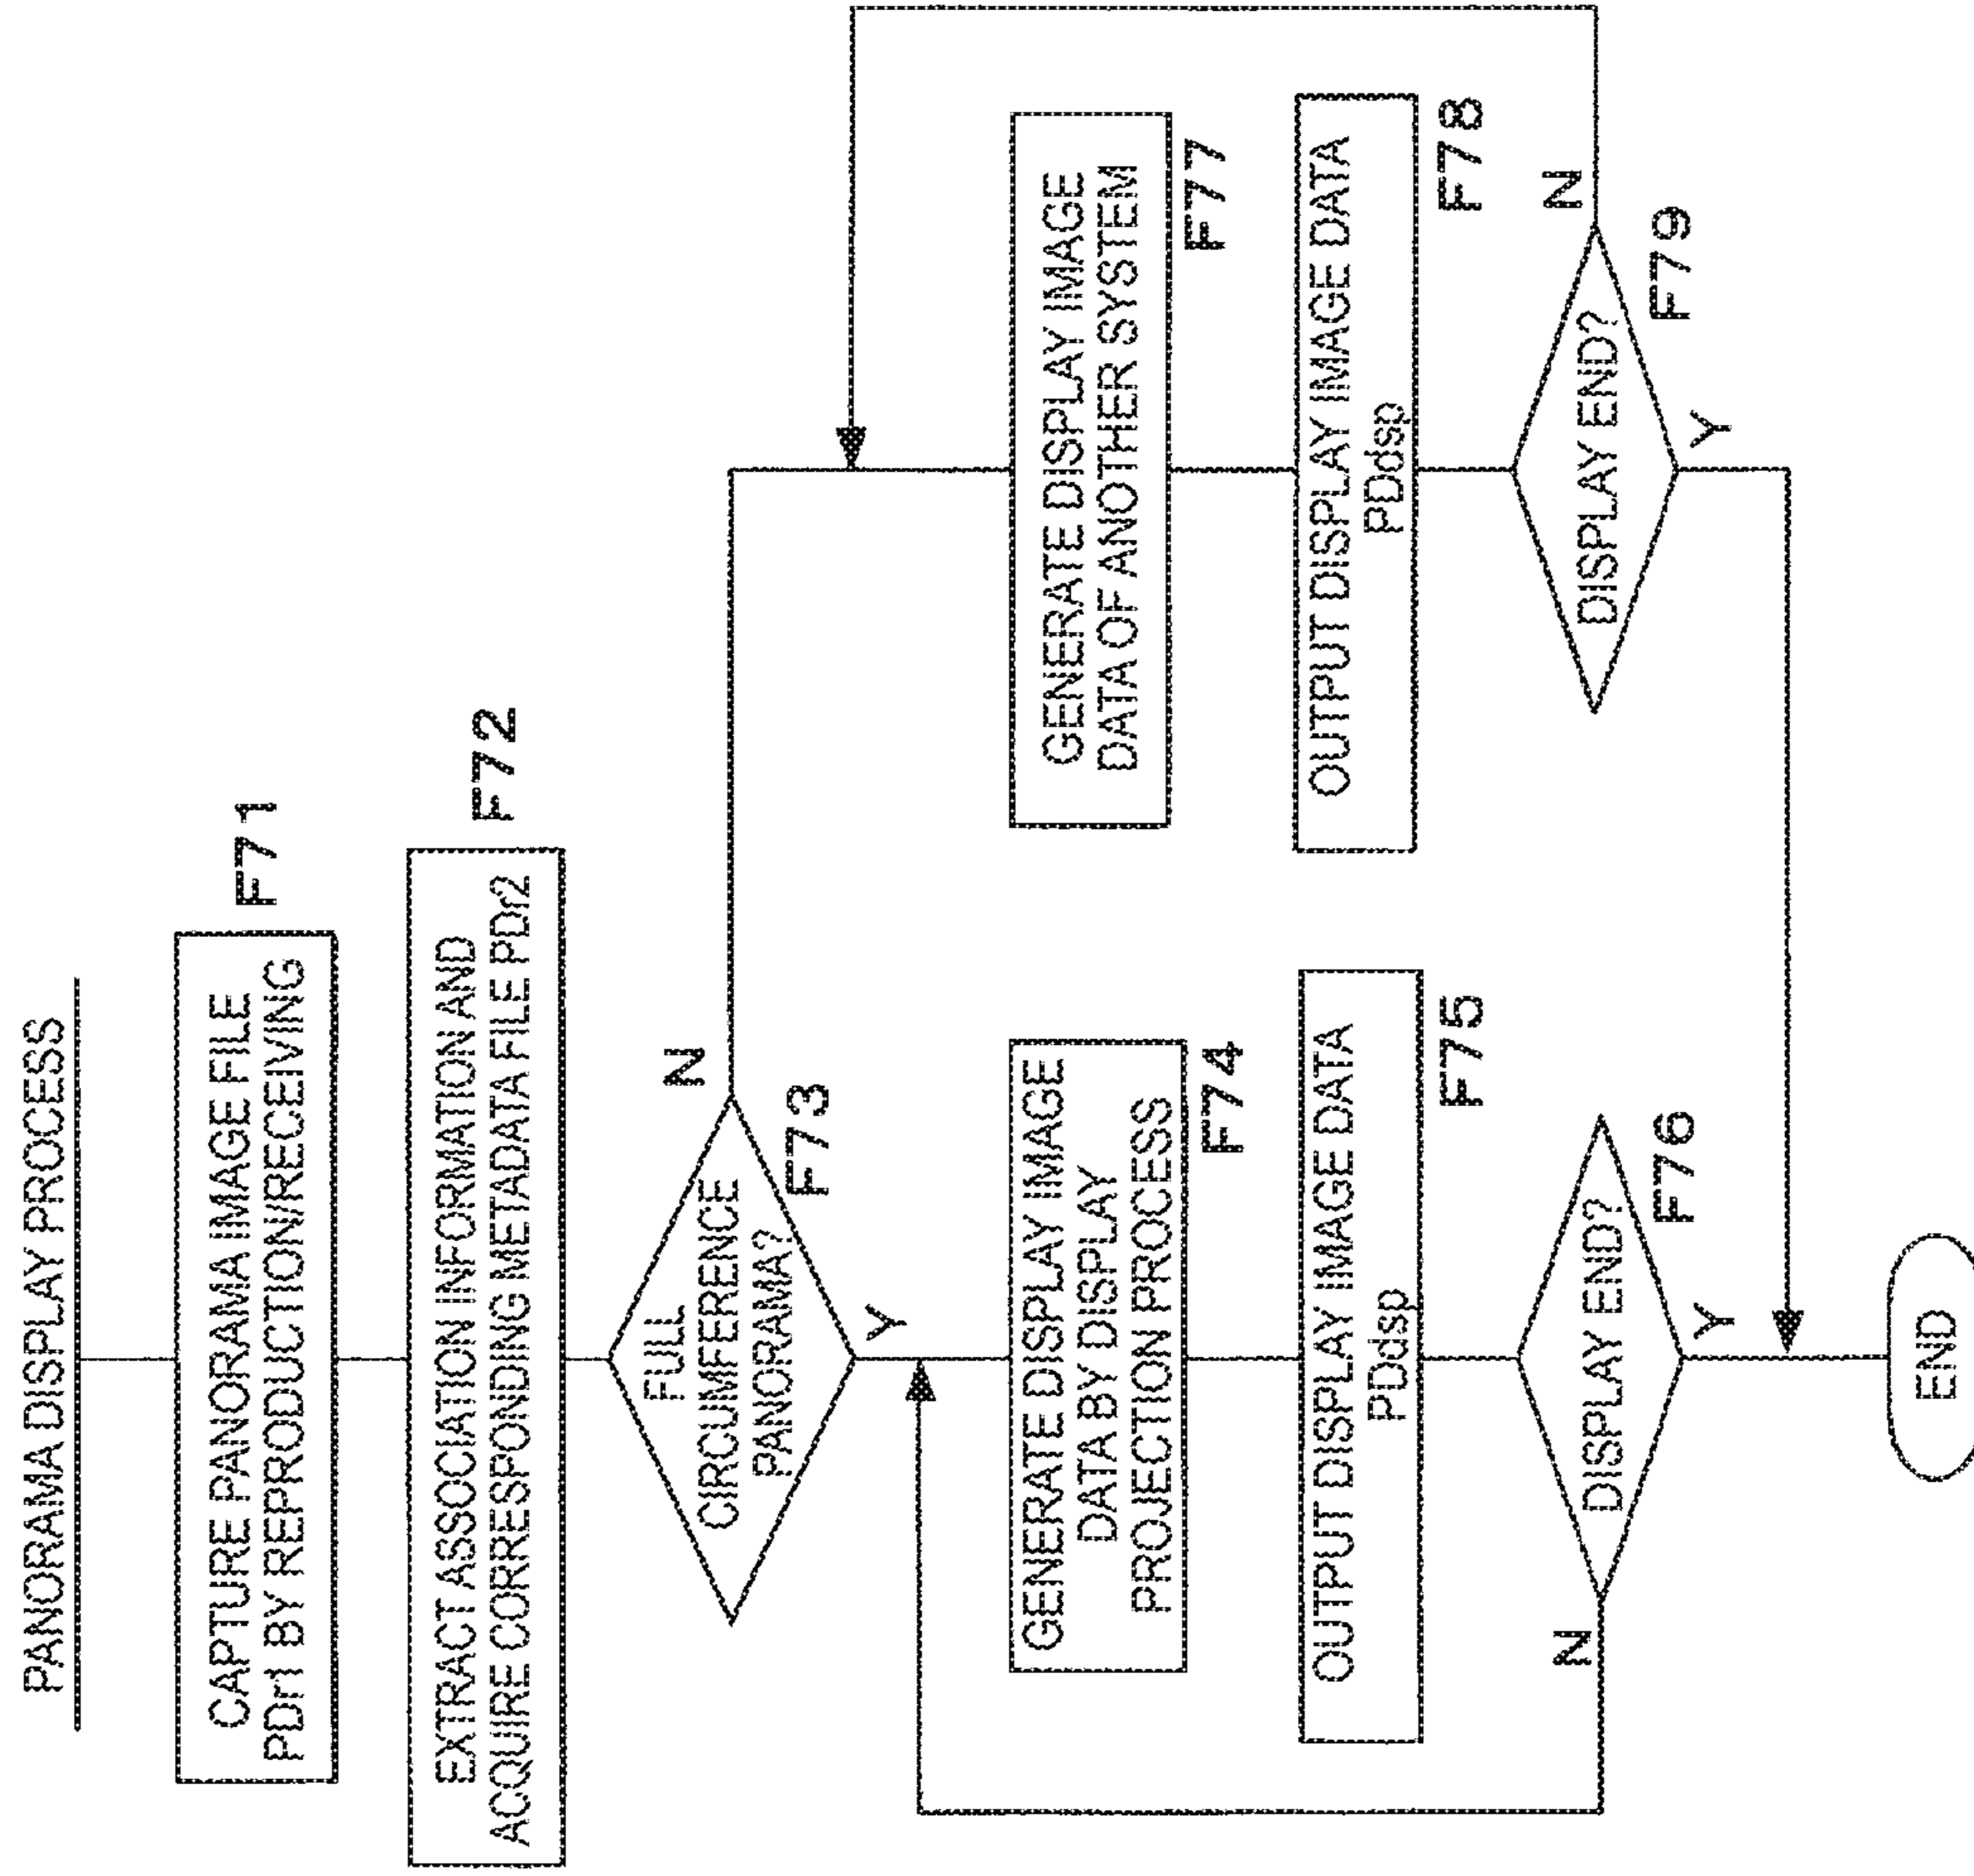 PANORAMA DISPLAY PROCESS
CAPTURE PANORAMA IMAGE FILE
PDr1 BY REPRODUCTION/RECEIVING
F71
EXTRACT ASSOCIATION INFORMATION AND
ACQUIRE CORRESPONDING METADATA FILE PDr2
F72
FULL
CIRCUMFERENCE
PANORAMA?
N
F73
Y
GENERATE DISPLAY IMAGE
DATA BY DISPLAY
PROJECTION PROCESS
F74
OUTPUT DISPLAY IMAGE DATA
PDdsp
F75
N
DISPLAY END?
F76
Y
GENERATE DISPLAY IMAGE
DATA OF ANOTHER SYSTEM
F77
OUTPUT DISPLAY IMAGE DATA
PDdsp
F78
N
DISPLAY END?
F79
Y
END